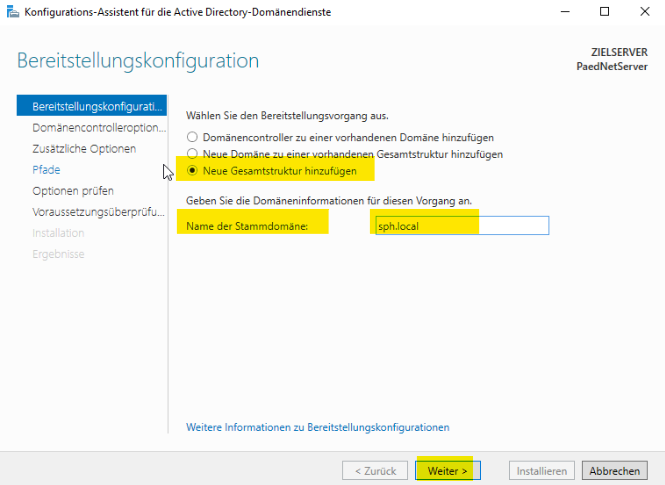 Konfigurations-Assistent für die Active Directory-Domänendienste
Bereitstellungskonfiguration
ZIELSERVER
PaedNetServer
Bereitstellungskonfigurati...
Domänencontrolleroption...
Zusätzliche Optionen
Pfade
Optionen prüfen
Voraussetzungsüberprüfu...
Installation
Ergebnisse
Wählen Sie den Bereitstellungsvorgang aus.
Domänencontroller zu einer vorhandenen Domäne hinzufügen
Neue Domäne zu einer vorhandenen Gesamtstruktur hinzufügen
Neue Gesamtstruktur hinzufügen
Geben Sie die Domäneninformationen für diesen Vorgang an.
Name der Stammdomäne: sph.local
Weitere Informationen zu Bereitstellungskonfigurationen
< Zurück Weiter > Installieren Abbrechen